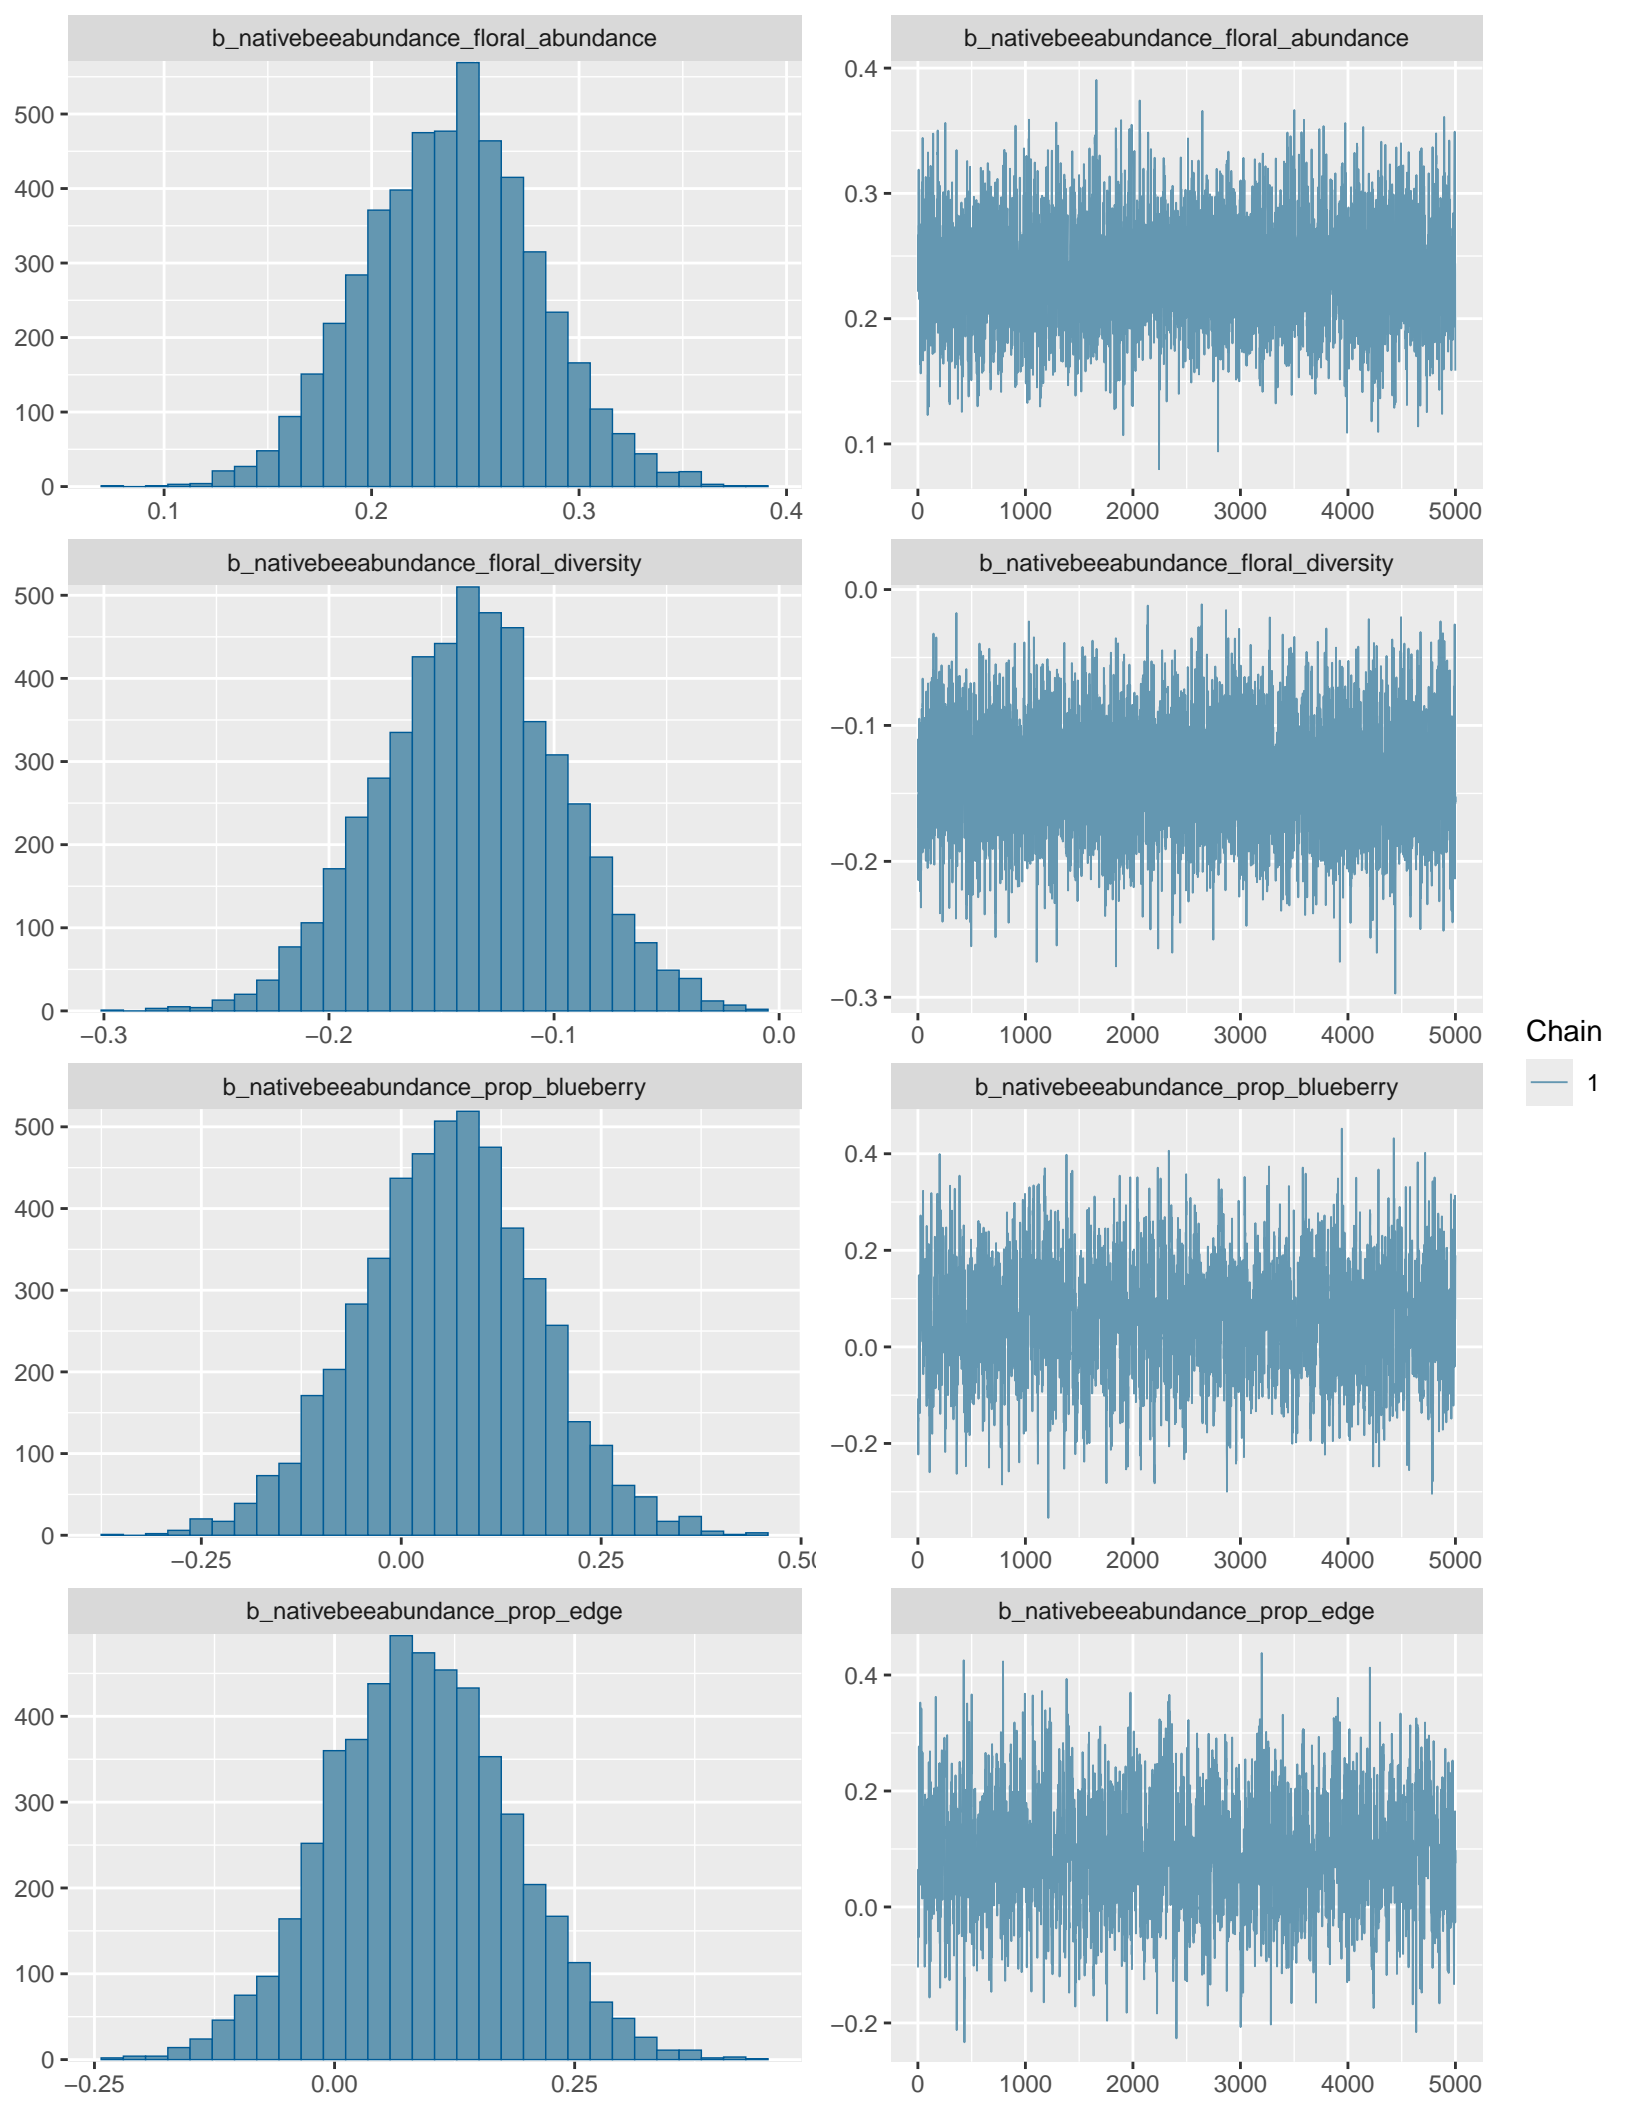 b_nativebeeabundance_floral_abundance
500
400
300
200
100
0
0.1 0.2 0.3 0.4
b_nativebeeabundance_floral_abundance
0.4
0.3
0.2
0.1
0 1000 2000 3000 4000 5000
b_nativebeeabundance_floral_diversity
500
400
300
200
100
0
−0.3 −0.2 −0.1 0.0
b_nativebeeabundance_floral_diversity
0.0
−0.1
−0.2
−0.3
0 1000 2000 3000 4000 5000
b_nativebeeabundance_prop_blueberry
500
400
300
200
100
0
−0.25 0.00 0.25 0.50
b_nativebeeabundance_prop_blueberry
0.4
0.2
0.0
−0.2
0 1000 2000 3000 4000 5000
b_nativebeeabundance_prop_edge
400
300
200
100
0
−0.25 0.00 0.25
b_nativebeeabundance_prop_edge
0.4
0.2
0.0
−0.2
0 1000 2000 3000 4000 5000
Chain
1